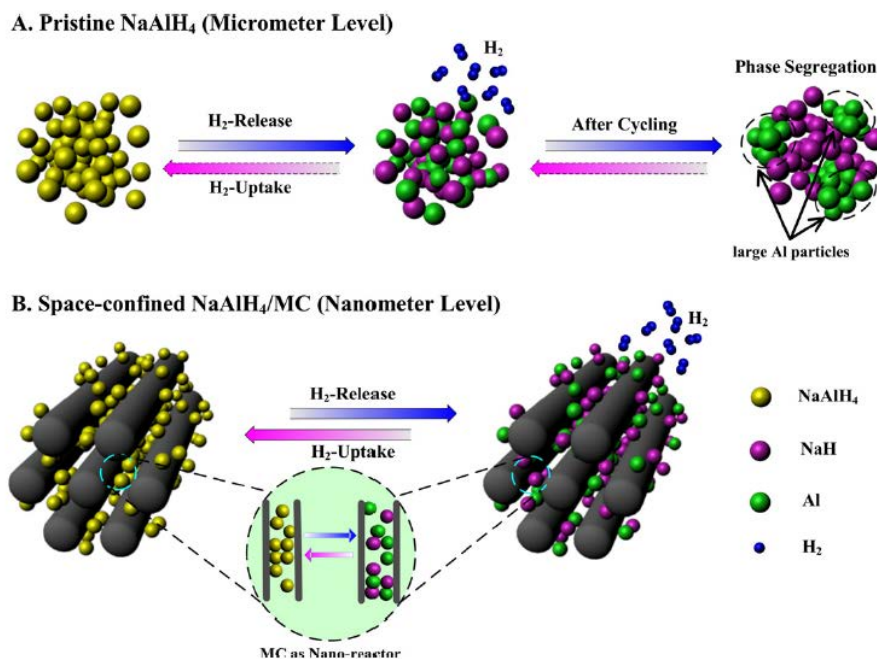 A. Pristine NaAlH₄ (Micrometer Level)
H₂
Phase Segregation
H₂-Release
After Cycling
H₂-Uptake
large Al particles
B. Space-confined NaAlH₄/MC (Nanometer Level)
H₂
H₂-Release
NaAlH₄
H₂-Uptake
NaH
Al
H₂
MC as Nano-reactor